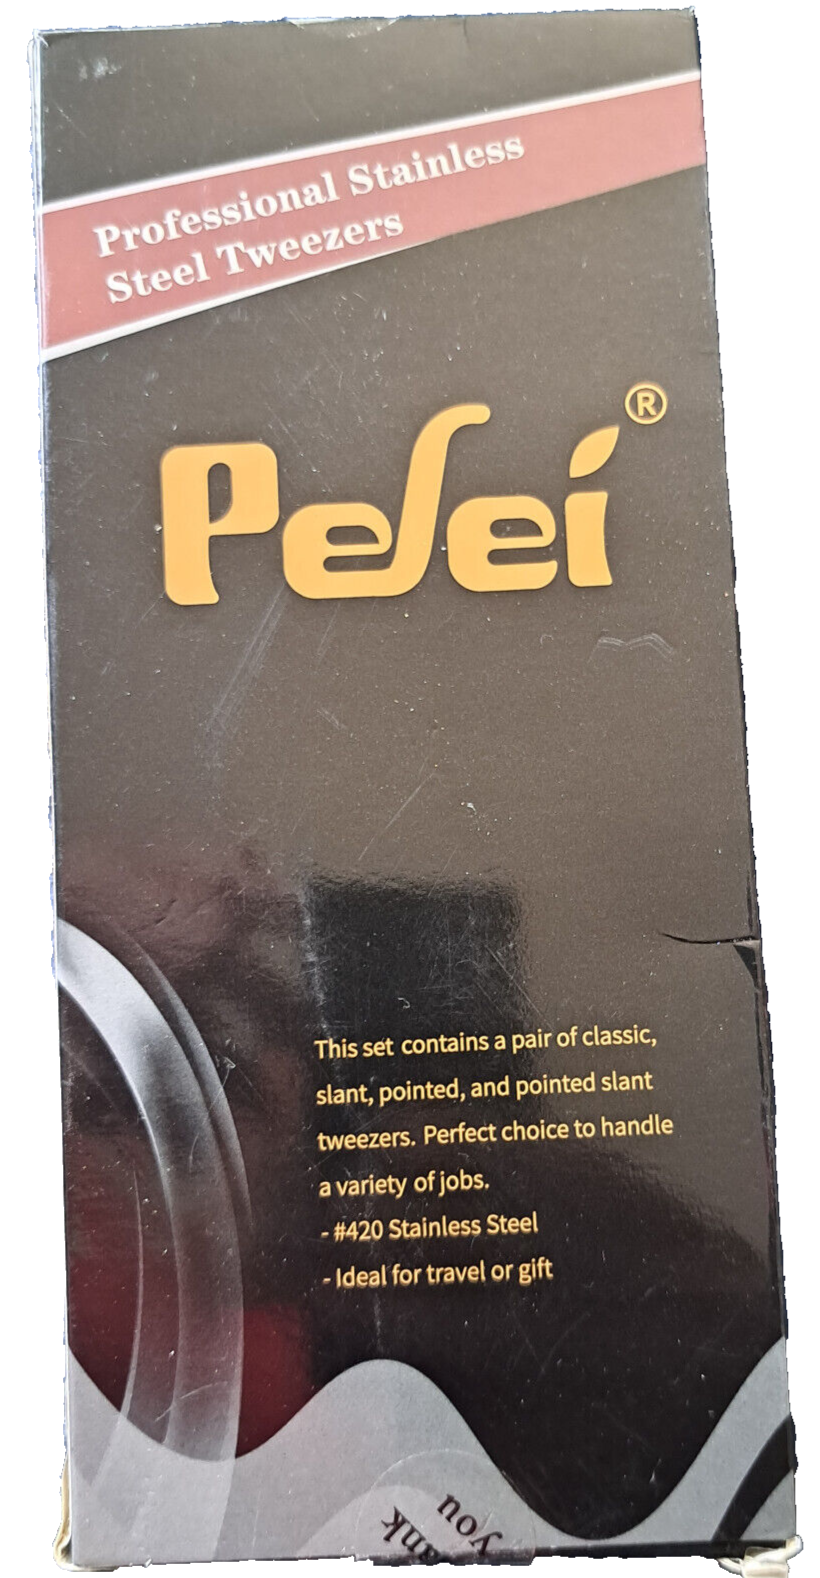 Professional Stainless
Steel Tweezers
Pesei®
This set contains a pair of classic,
slant, pointed, and pointed slant
tweezers. Perfect choice to handle
a variety of jobs.
- #420 Stainless Steel
- Ideal for travel or gift
you